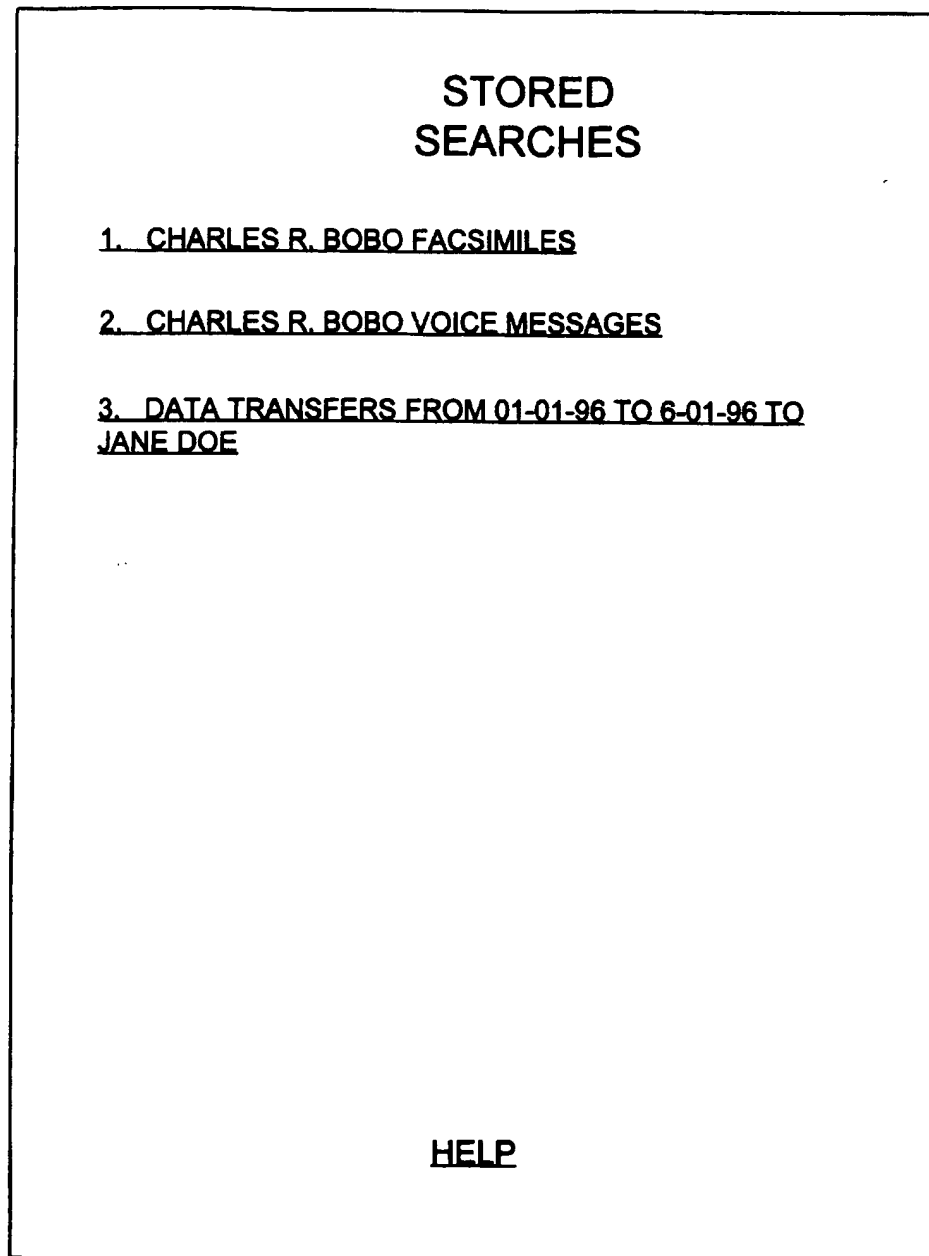 STORED
SEARCHES
1. CHARLES R. BOBO FACSIMILES
2. CHARLES R. BOBO VOICE MESSAGES
3. DATA TRANSFERS FROM 01-01-96 TO 6-01-96 TO
JANE DOE
HELP